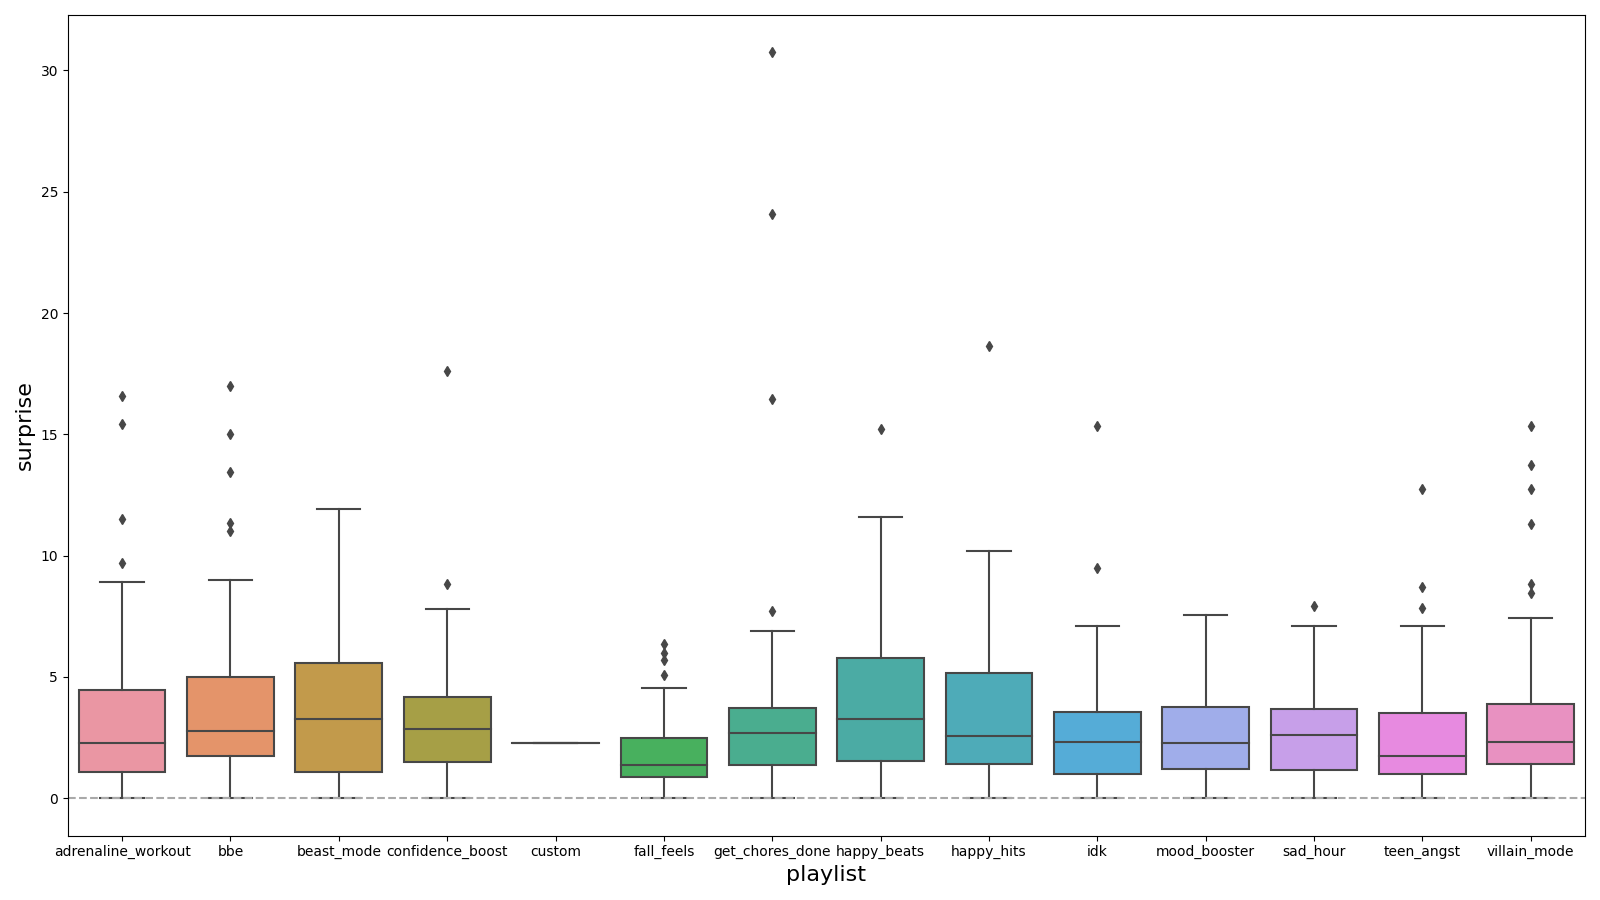 30
25
20
15
10
5
0
surprise
adrenaline_workout bbe beast_mode confidence_boost custom fall_feels get_chores_done happy_beats happy_hits idk mood_booster sad_hour teen_angst villain_mode
playlist